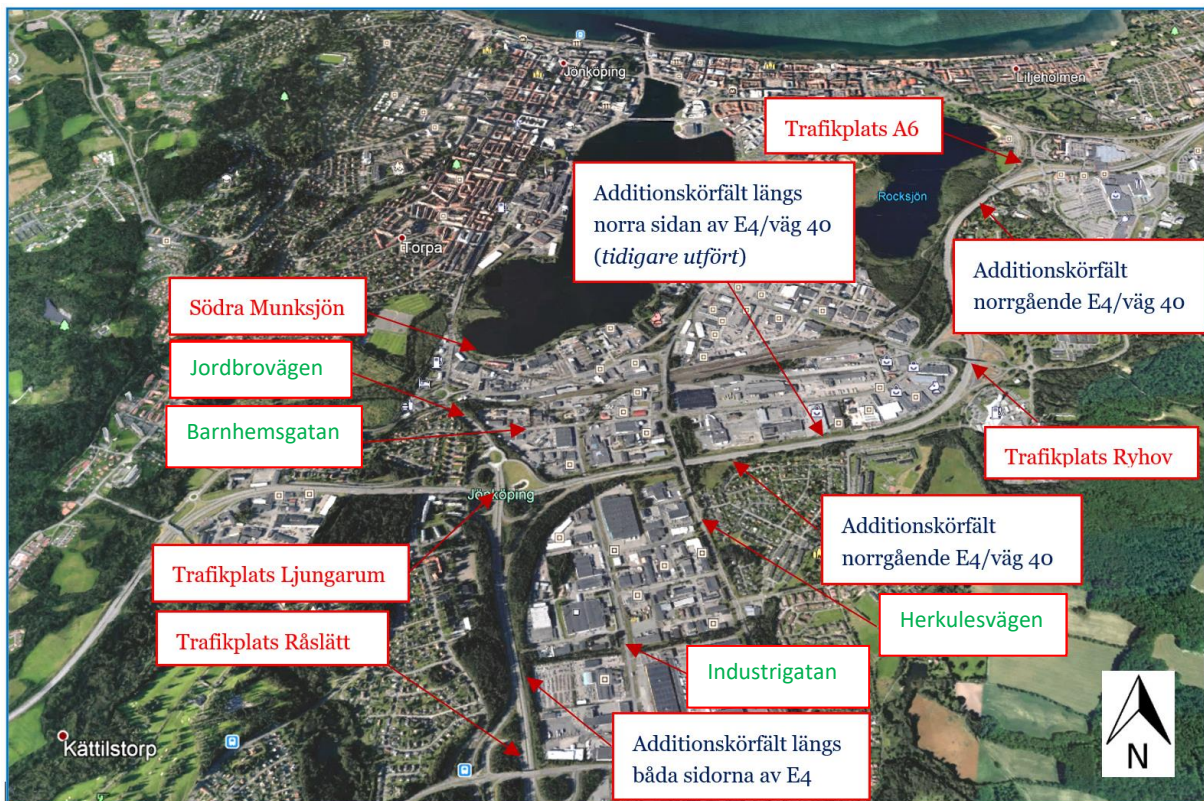 Jönköping
Liljeholmen
Trafikplats A6
Additionskörfält längs
norra sidan av E4/väg 40
(tidigare utfört)
Rocksjön
Torpa
Additionskörfält
norrgående E4/väg 40
Södra Munksjön
Jordbrovägen
Barnhemsgatan
Trafikplats Ryhov
Jönköping
Additionskörfält
norrgående E4/väg 40
Trafikplats Ljungarum
Herkulesvägen
Trafikplats Råslätt
Industrigatan
Additionskörfält längs
båda sidorna av E4
Kättilstorp
N